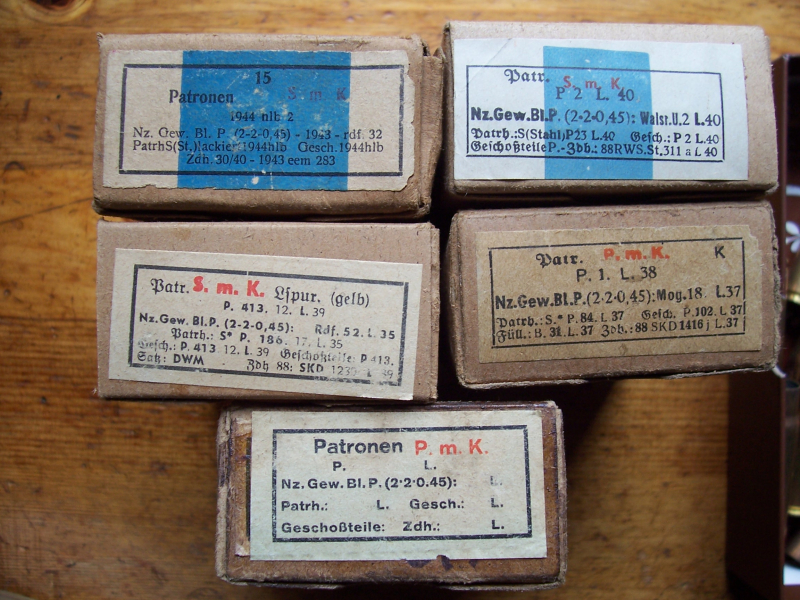 15
Patronen S m K
1944 hlb 2
Nz. Gew. Bl. P. (2-2-0,45) - 1943 - rdf. 32
PatrhS(St,)lackiert1944hlb Gesch.1944hlb
Zdh. 30/40 - 1943 eem 283
Patr. S. m K
P 2 L. 40
Nz.Gew.Bl.P. (2-2-0,45): Walsr.U.2 L.40
Patrh.:S(Stahl)P23 L.40 Gesch.: P 2 L.40
Geschoßteile P.-Zdh.: 88RWS.St.311 a L 40
Patr. S. m. K. Lſpur. (gelb)
P. 413. 12. L. 39
Nz.Gew.Bl.P. (2-2-0,45): Rdf. 52. L. 35
Patrh.: S* P. 186. 17. L. 35
Gesch.: P.413 12. L. 39 Geschoßteile: P.413.
Satz: DWM Zdh 88: SKD L. 39
Patr. P. m. K. K
P. 1. L. 38
Nz.Gew.Bl.P.(2-2-0,45): Moy.18. L.37
Patrh.: S.* P.84. L.37 Gesch. P.102. L.37
Füll.: B. 31. L.37 Zdh.: 88 SKD 1416 j L.37
Patronen P. m. K.
P. L.
Nz.Gew.Bl.P.(2·2·0.45): L.
Patrh.: L. Gesch.: L.
Geschoßteile: Zdh.: L.